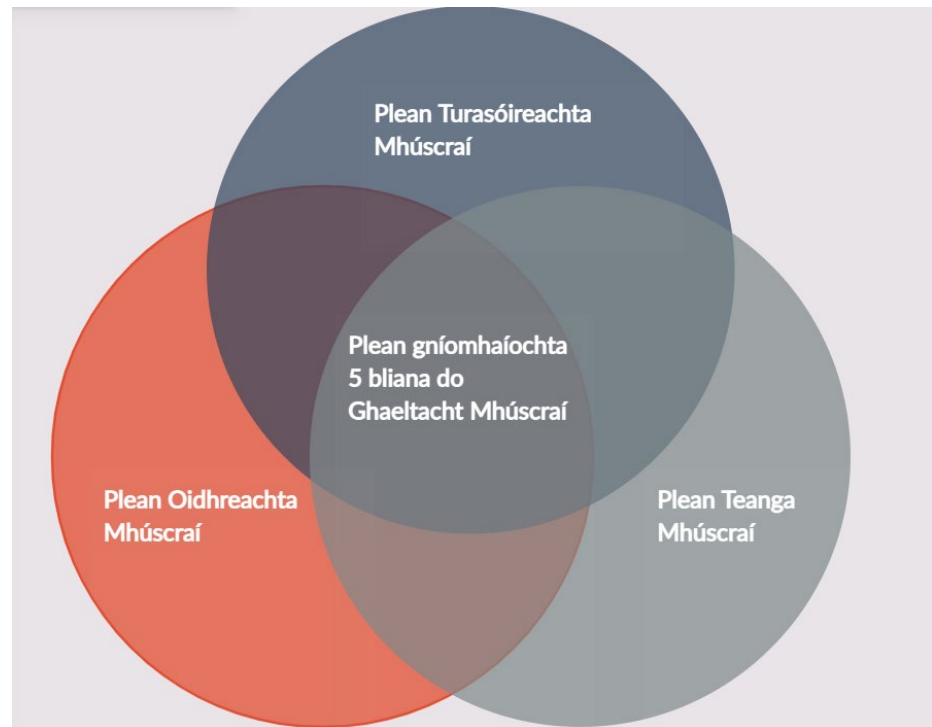 Plean Turasóireachta
Mhúscraí
Plean gníomhaíochta
5 bliana do
Ghaeltacht Mhúscraí
Plean Oidhreachta
Mhúscraí
Plean Teanga
Mhúscraí